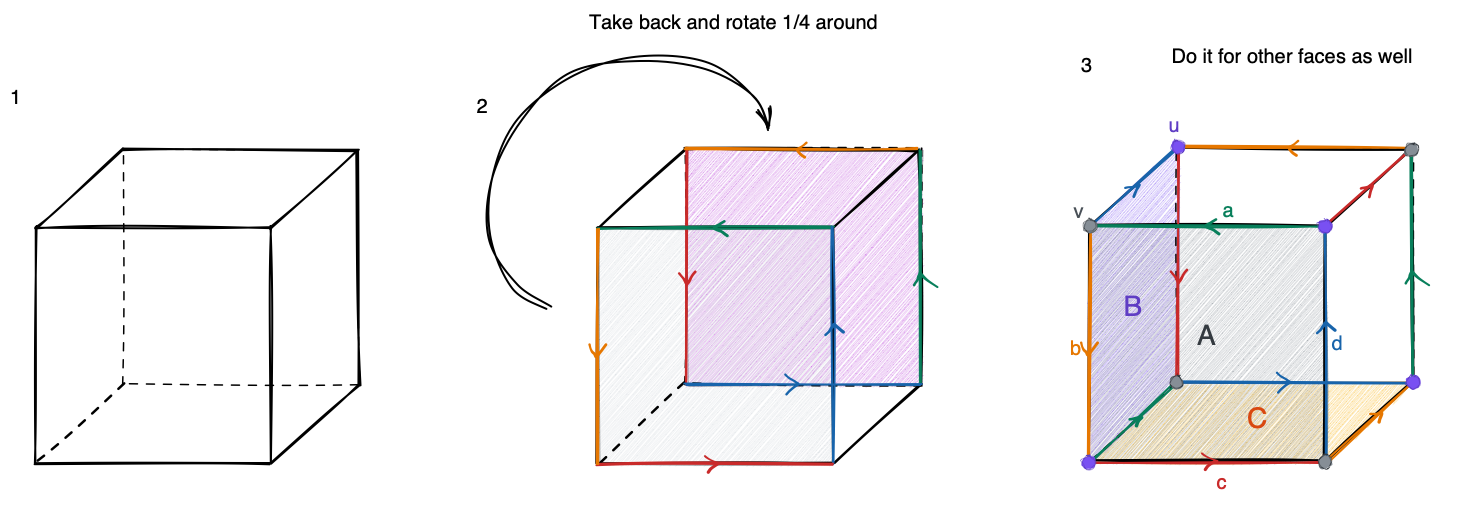 1
2
Take back and rotate 1/4 around
3
Do it for other faces as well
u
v
a
B
A
b
d
C
c